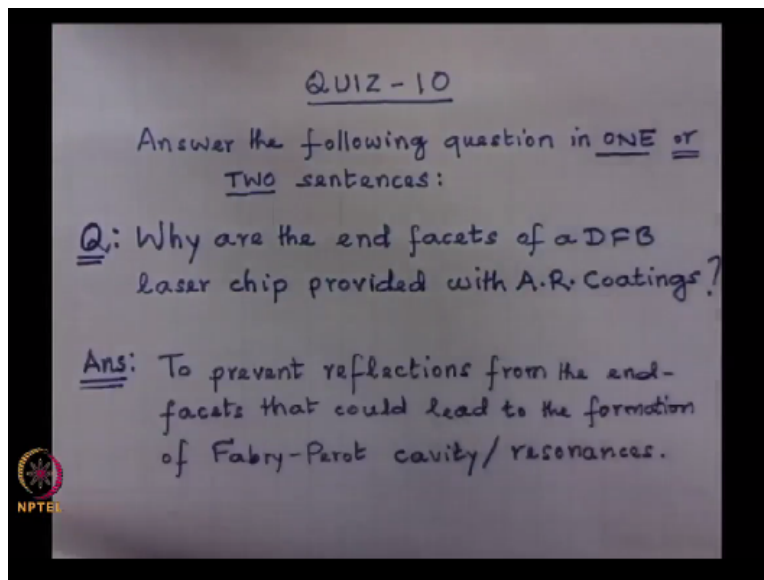 QUIZ-10
Answer the following question in ONE or
TWO sentences:
Q: Why are the end facets of a DFB
laser chip provided with A.R. Coatings?
Ans: To prevent reflections from the end-
facets that could lead to the formation
of Fabry-Perot cavity/resonances.
NPTEL